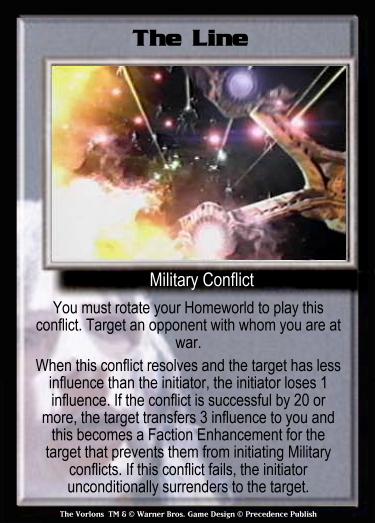 The Line
Military Conflict
You must rotate your Homeworld to play this
conflict. Target an opponent with whom you are at
war.
When this conflict resolves and the target has less
influence than the initiator, the initiator loses 1
influence. If the conflict is successful by 20 or
more, the target transfers 3 influence to you and
this becomes a Faction Enhancement for the
target that prevents them from initiating Military
conflicts. If this conflict fails, the initiator
unconditionally surrenders to the target.
The Vorlons TM & © Warner Bros. Game Design © Precedence Publish